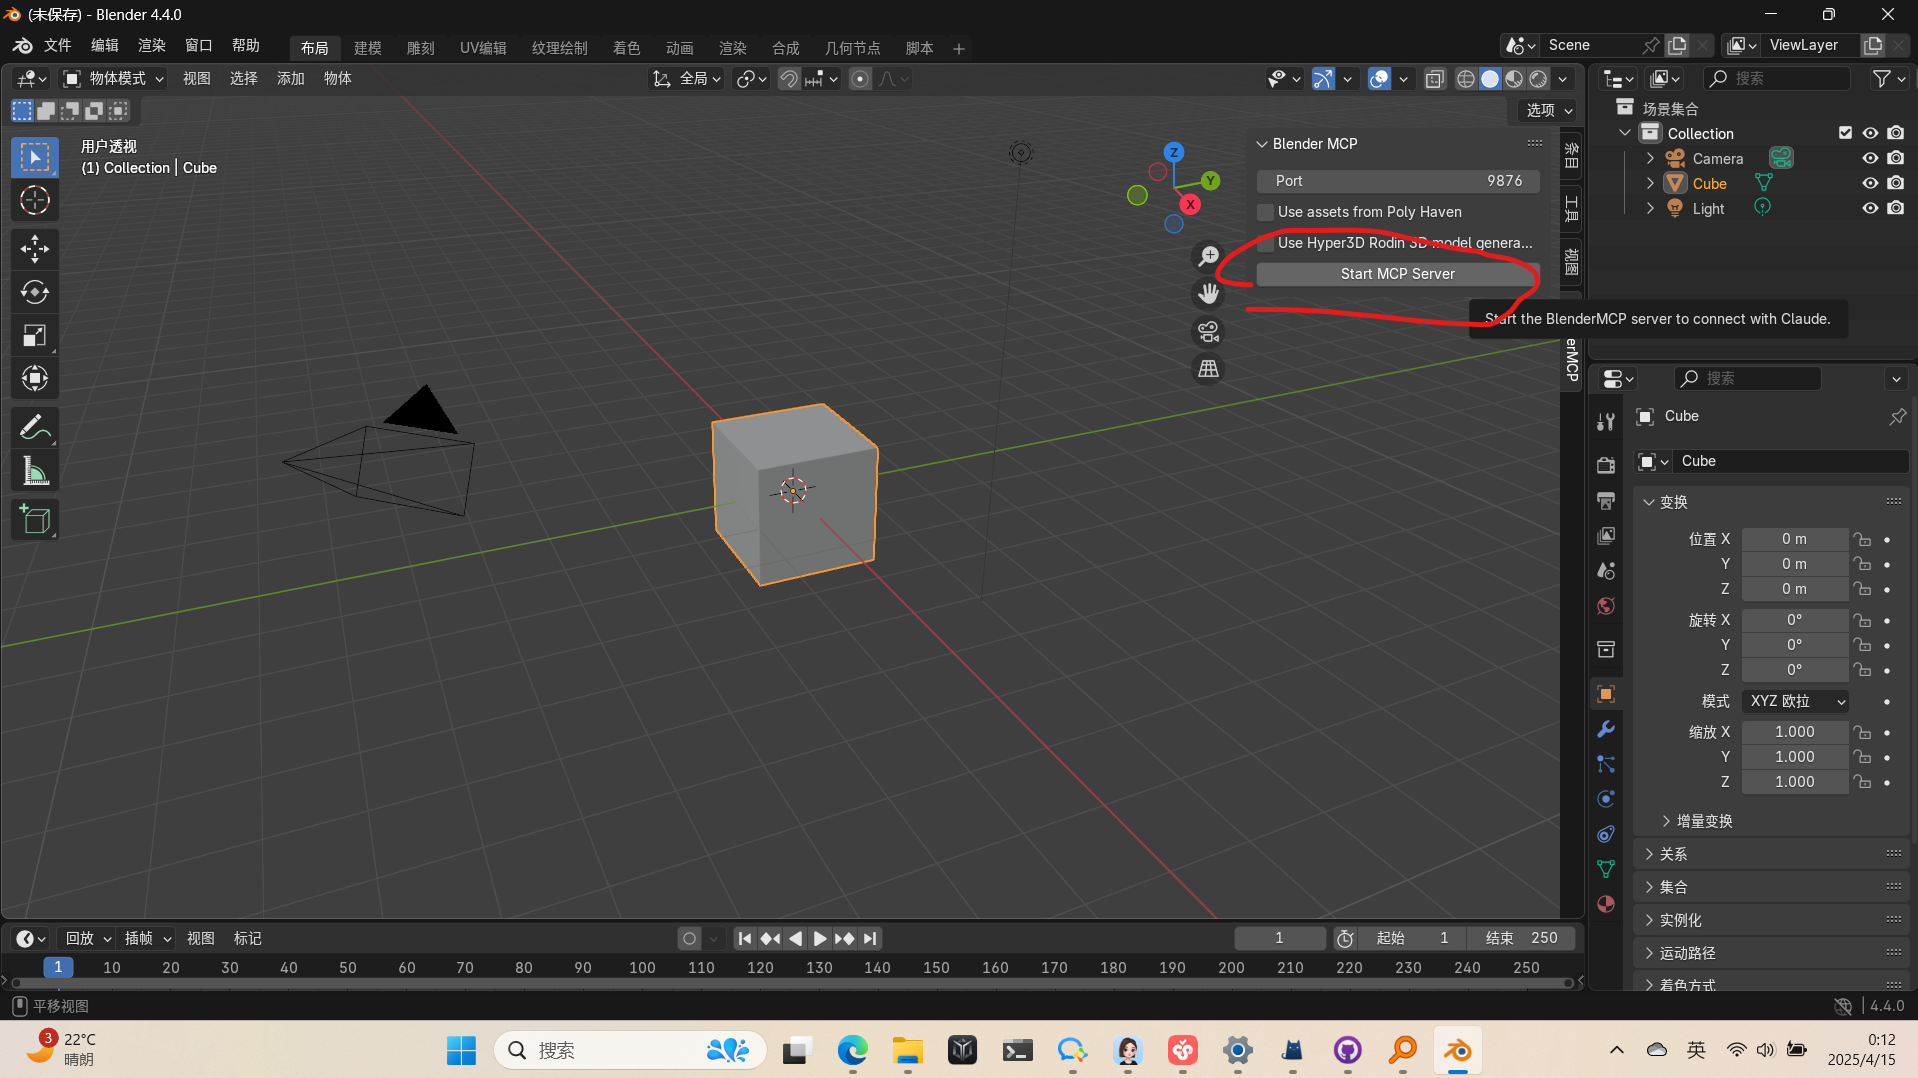 (未保存) - Blender 4.4.0
文件 编辑 渲染 窗口 帮助 布局 建模 雕刻 UV编辑 纹理绘制 着色 动画 渲染 合成 几何节点 脚本 Scene ViewLayer
物体模式 视图 选择 添加 物体 全局 搜索
选项
用户透视
(1) Collection | Cube
Blender MCP
Port 9876
Use assets from Poly Haven
Use Hyper3D Rodin 3D model genera...
Start MCP Server
Start the BlenderMCP server to connect with Claude.
Z
Y
X
条目
工具
视图
erMCP
场景集合
Collection
Camera
Cube
Light
搜索
Cube
Cube
变换
位置 X 0 m
Y 0 m
Z 0 m
旋转 X 0°
Y 0°
Z 0°
模式 XYZ 欧拉
缩放 X 1.000
Y 1.000
Z 1.000
增量变换
关系
集合
实例化
运动路径
着色方式
回放 插帧 视图 标记 1 起始 1 结束 250
1 10 20 30 40 50 60 70 80 90 100 110 120 130 140 150 160 170 180 190 200 210 220 230 240 250
平移视图 4.4.0
3 22°C
晴朗
搜索
英
0:12
2025/4/15